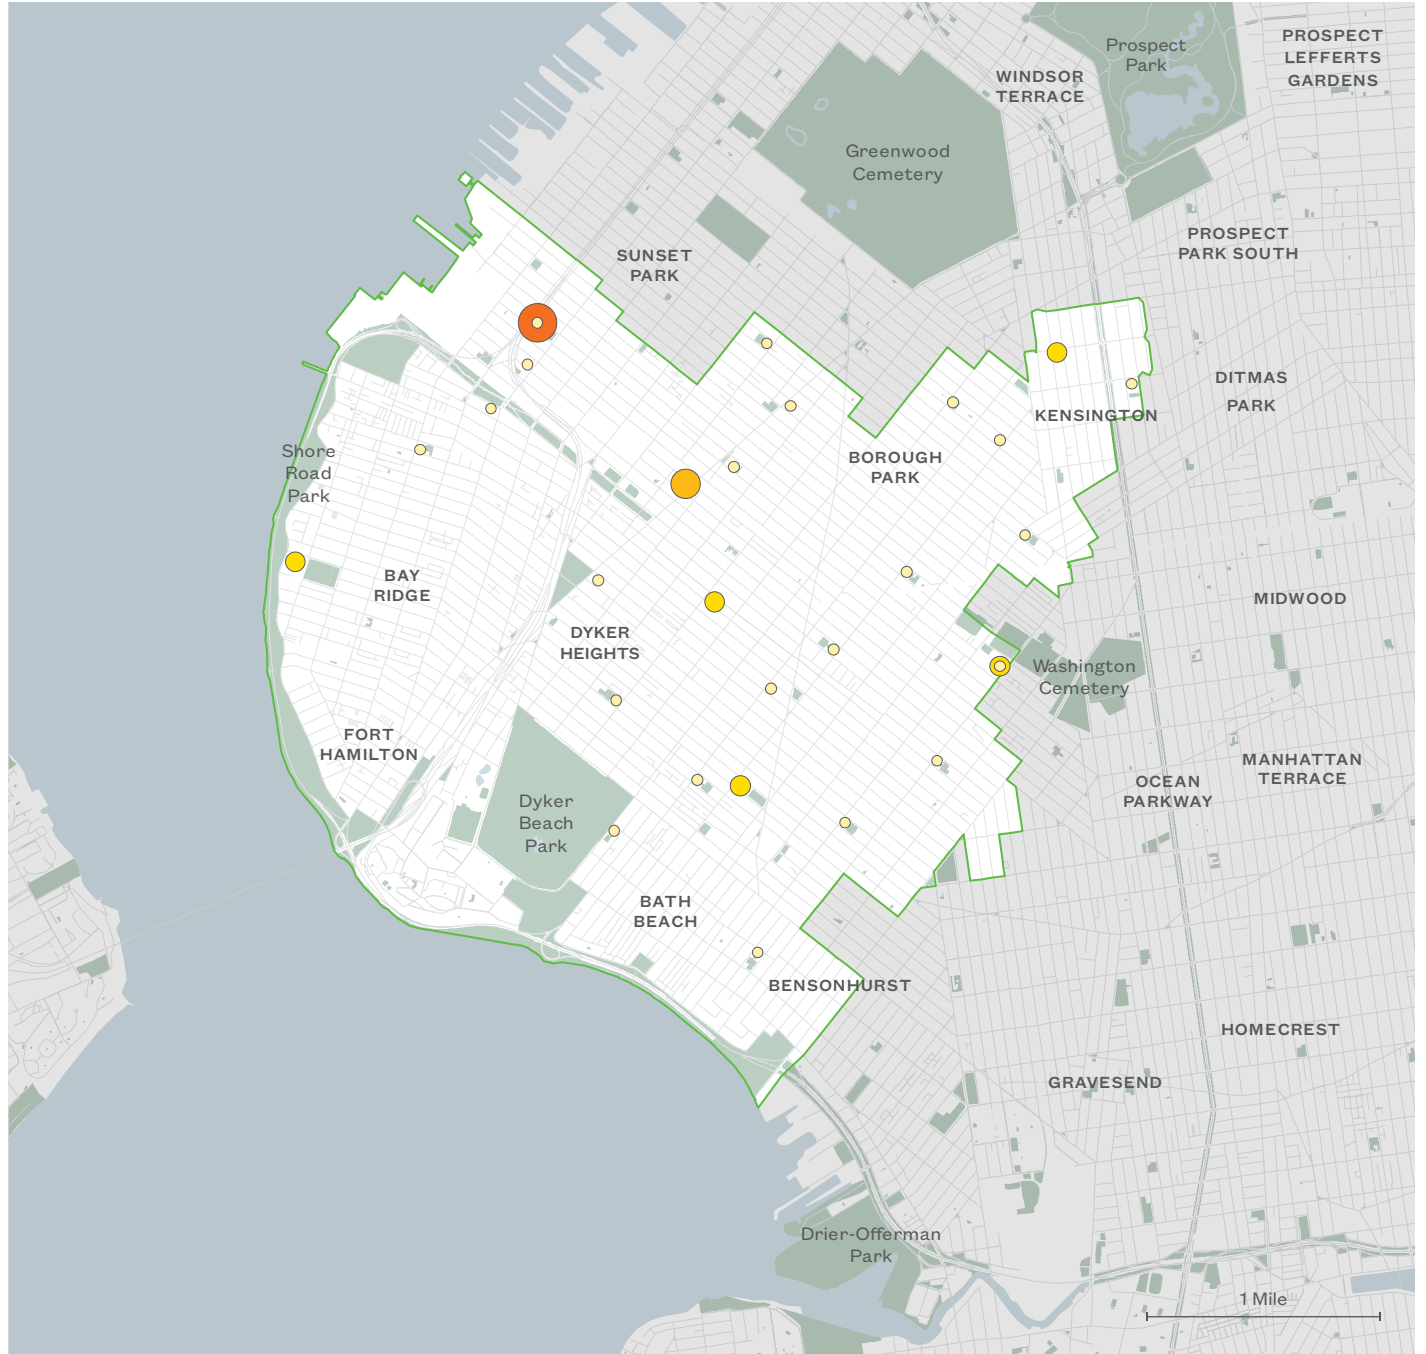 PROSPECT
LEFFERTS
GARDENS
Prospect
Park
WINDSOR
TERRACE
Greenwood
Cemetery
PROSPECT
PARK SOUTH
SUNSET
PARK
DITMAS
PARK
KENSINGTON
Shore
Road
Park
BOROUGH
PARK
BAY
RIDGE
MIDWOOD
DYKER
HEIGHTS
Washington
Cemetery
FORT
HAMILTON
MANHATTAN
TERRACE
OCEAN
PARKWAY
Dyker
Beach
Park
BATH
BEACH
BENSONHURST
HOMECREST
GRAVESEND
Drier-Offerman
Park
1 Mile